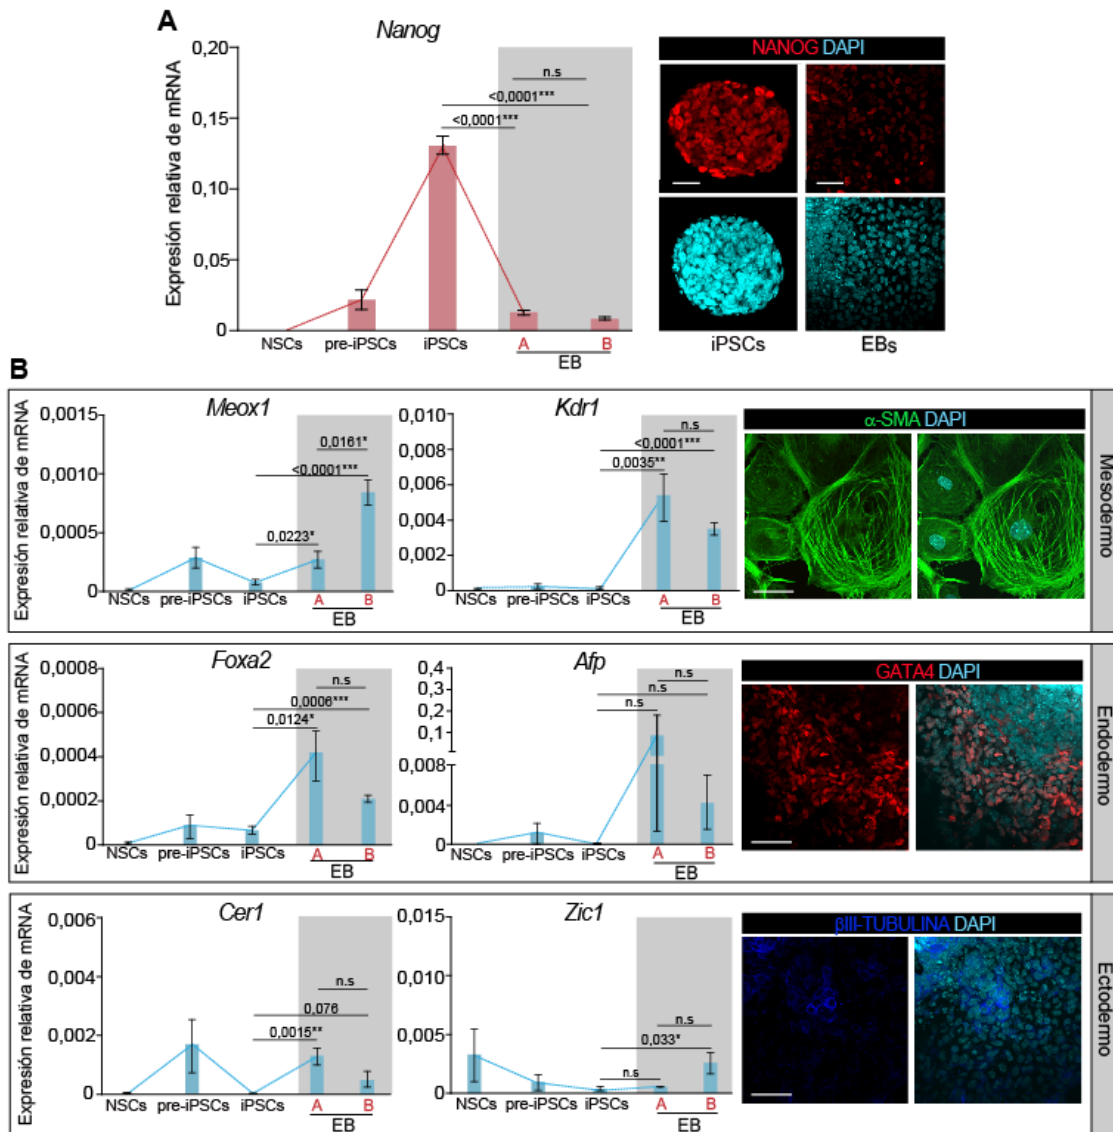 A
Nanog
Expresión relativa de mRNA
0,20
0,15
0,10
0,05
0
n.s
<0,0001***
<0,0001***
NSCs pre-iPSCs iPSCs A B
EB
NANOG DAPI
iPSCs EBs
B
Meox1
Expresión relativa de mRNA
0,0015
0,0010
0,0005
0
0,0161*
<0,0001***
0,0223*
NSCs pre-iPSCs iPSCs A B
EB
Kdr1
0,010
0,008
0,006
0,004
0,002
0
n.s
<0,0001***
0,0035**
NSCs pre-iPSCs iPSCs A B
EB
α-SMA DAPI
Mesodermo
Foxa2
Expresión relativa de mRNA
0,0008
0,0006
0,0004
0,0002
0
n.s
0,0006***
0,0124*
NSCs pre-iPSCs iPSCs A B
EB
Afp
0,4
0,3
0,2
0,1
0,008
0,004
0
n.s
n.s
n.s
NSCs pre-iPSCs iPSCs A B
EB
GATA4 DAPI
Endodermo
Cer1
Expresión relativa de mRNA
0,006
0,004
0,002
0
n.s
0,076
0,0015**
NSCs pre-iPSCs iPSCs A B
EB
Zic1
0,015
0,010
0,005
0
n.s
0,033*
n.s
NSCs pre-iPSCs iPSCs A B
EB
βIII-TUBULINA DAPI
Ectodermo